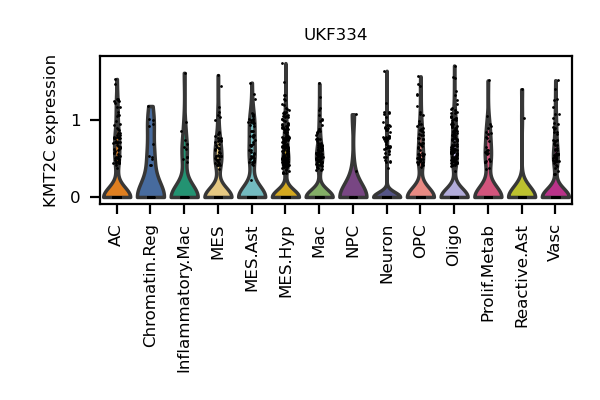 UKF334
KMT2C expression
1
0
AC
Chromatin.Reg
Inflammatory.Mac
MES
MES.Ast
MES.Hyp
Mac
NPC
Neuron
OPC
Oligo
Prolif.Metab
Reactive.Ast
Vasc